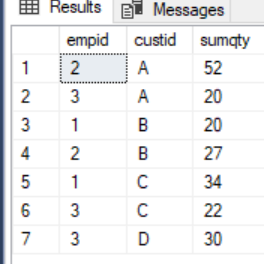 Results Messages
empid custid sumqty
1 2 A 52
2 3 A 20
3 1 B 20
4 2 B 27
5 1 C 34
6 3 C 22
7 3 D 30